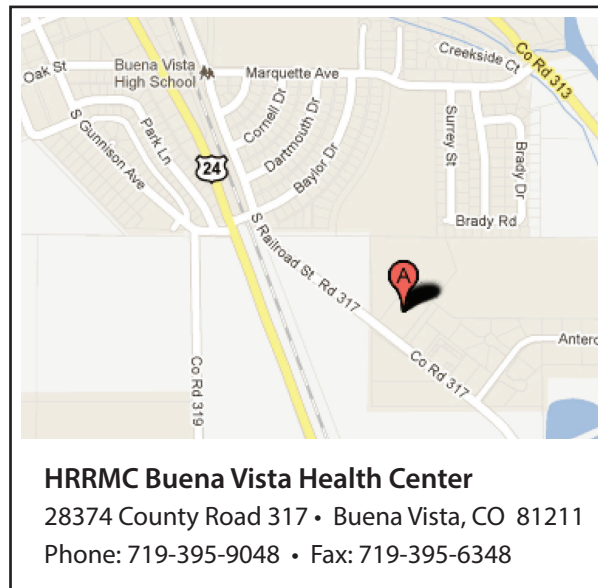 Creekside Ct
Co Rd 313
Buena Vista
High School
Oak St
Marquette Ave
S Gunnison Ave
Park Ln
Cornell Dr
Dartmouth Dr
Baylor Dr
Surrey St
Brady Dr
24
Brady Rd
S Railroad St
Rd 317
A
Co Rd 319
Co Rd 317
Anterc
HRRMC Buena Vista Health Center
28374 County Road 317 • Buena Vista, CO 81211
Phone: 719-395-9048 • Fax: 719-395-6348